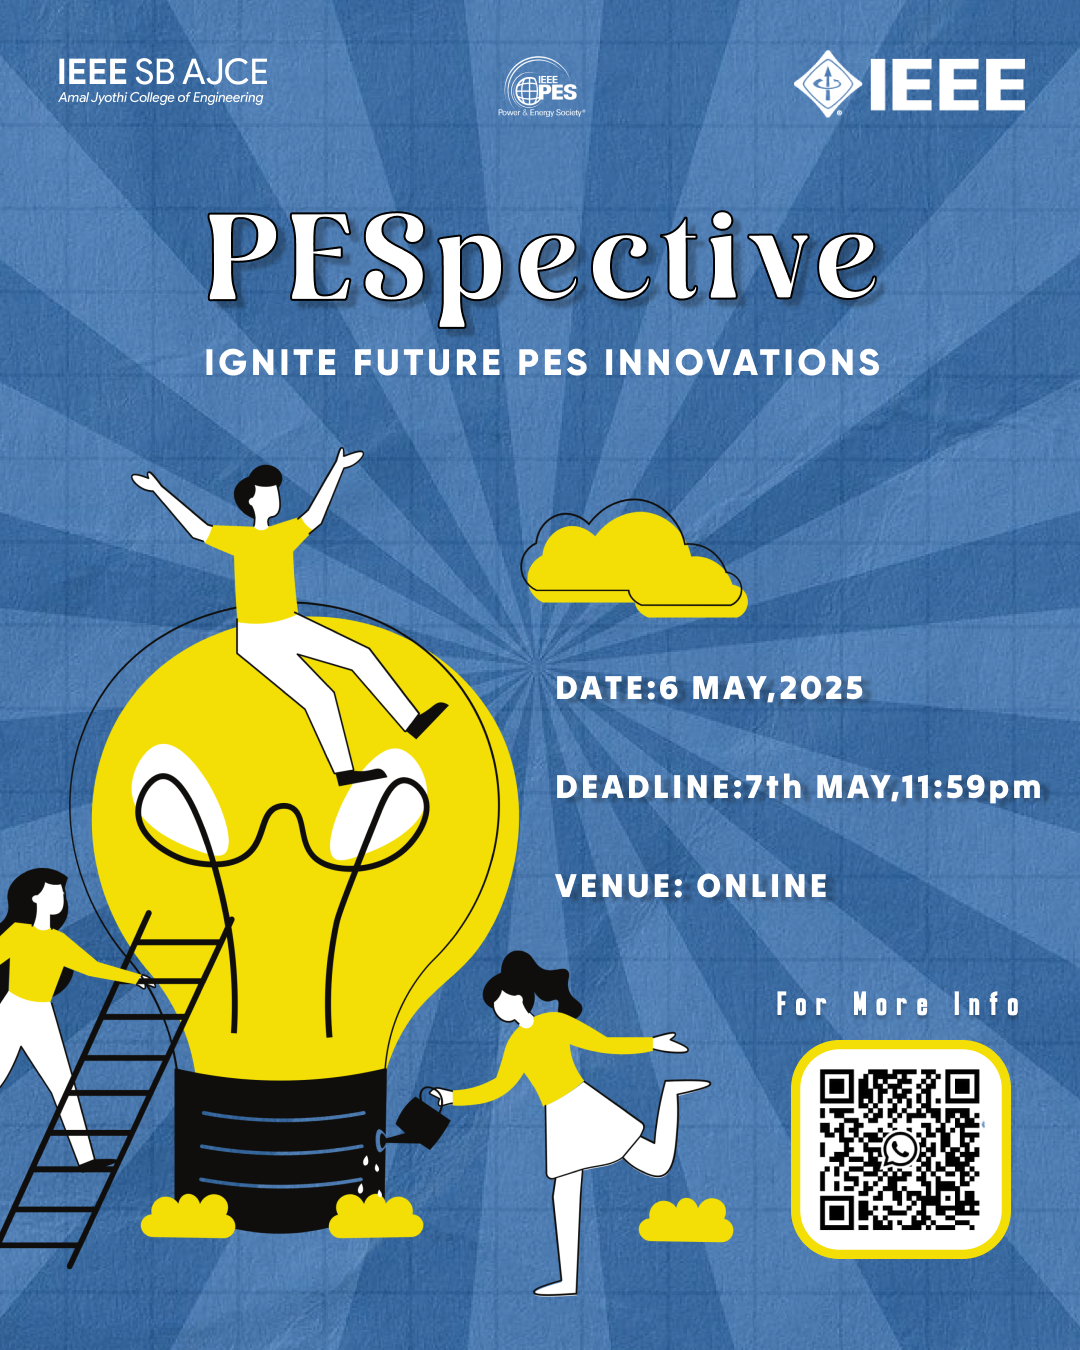 IEEE SB AJCE
Amal Jyothi College of Engineering
IEEE
PES
Power & Energy Society®
IEEE
®
PESpective
IGNITE FUTURE PES INNOVATIONS
DATE:6 MAY,2025
DEADLINE:7th MAY,11:59pm
VENUE: ONLINE
For More Info